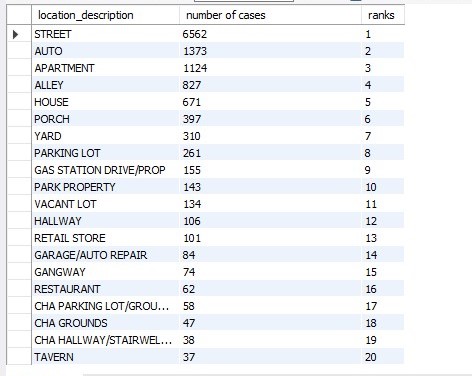 location_description number of cases ranks
STREET 6562 1
AUTO 1373 2
APARTMENT 1124 3
ALLEY 827 4
HOUSE 671 5
PORCH 397 6
YARD 310 7
PARKING LOT 261 8
GAS STATION DRIVE/PROP 155 9
PARK PROPERTY 143 10
VACANT LOT 134 11
HALLWAY 106 12
RETAIL STORE 101 13
GARAGE/AUTO REPAIR 84 14
GANGWAY 74 15
RESTAURANT 62 16
CHA PARKING LOT/GROU... 58 17
CHA GROUNDS 47 18
CHA HALLWAY/STAIRWEL... 38 19
TAVERN 37 20